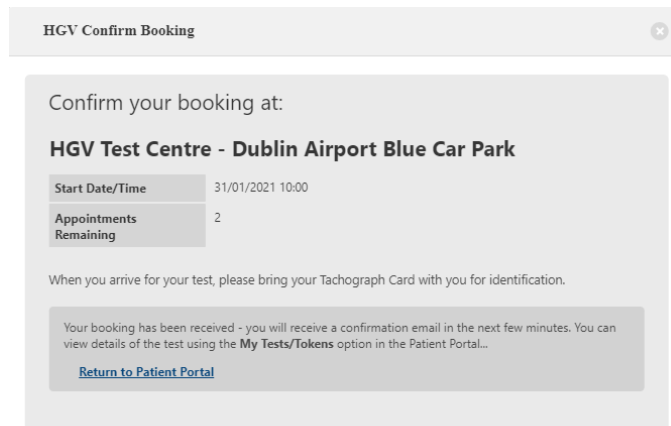 HGV Confirm Booking
Confirm your booking at:
HGV Test Centre - Dublin Airport Blue Car Park
Start Date/Time 31/01/2021 10:00
Appointments 2
Remaining
When you arrive for your test, please bring your Tachograph Card with you for identification.
Your booking has been received - you will receive a confirmation email in the next few minutes. You can
view details of the test using the My Tests/Tokens option in the Patient Portal...
Return to Patient Portal